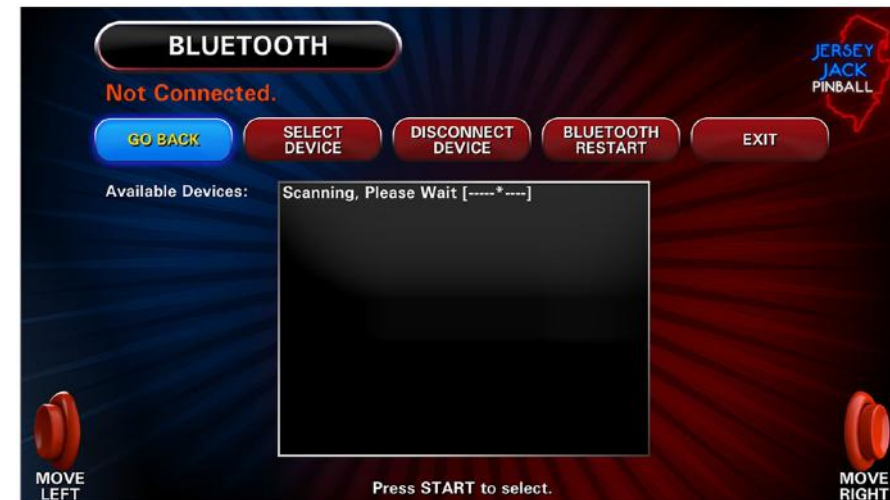 BLUETOOTH
JERSEY
JACK
PINBALL
Not Connected.
GO BACK
SELECT
DEVICE
DISCONNECT
DEVICE
BLUETOOTH
RESTART
EXIT
Available Devices:
Scanning, Please Wait [-----*----]
MOVE
LEFT
Press START to select.
MOVE
RIGHT